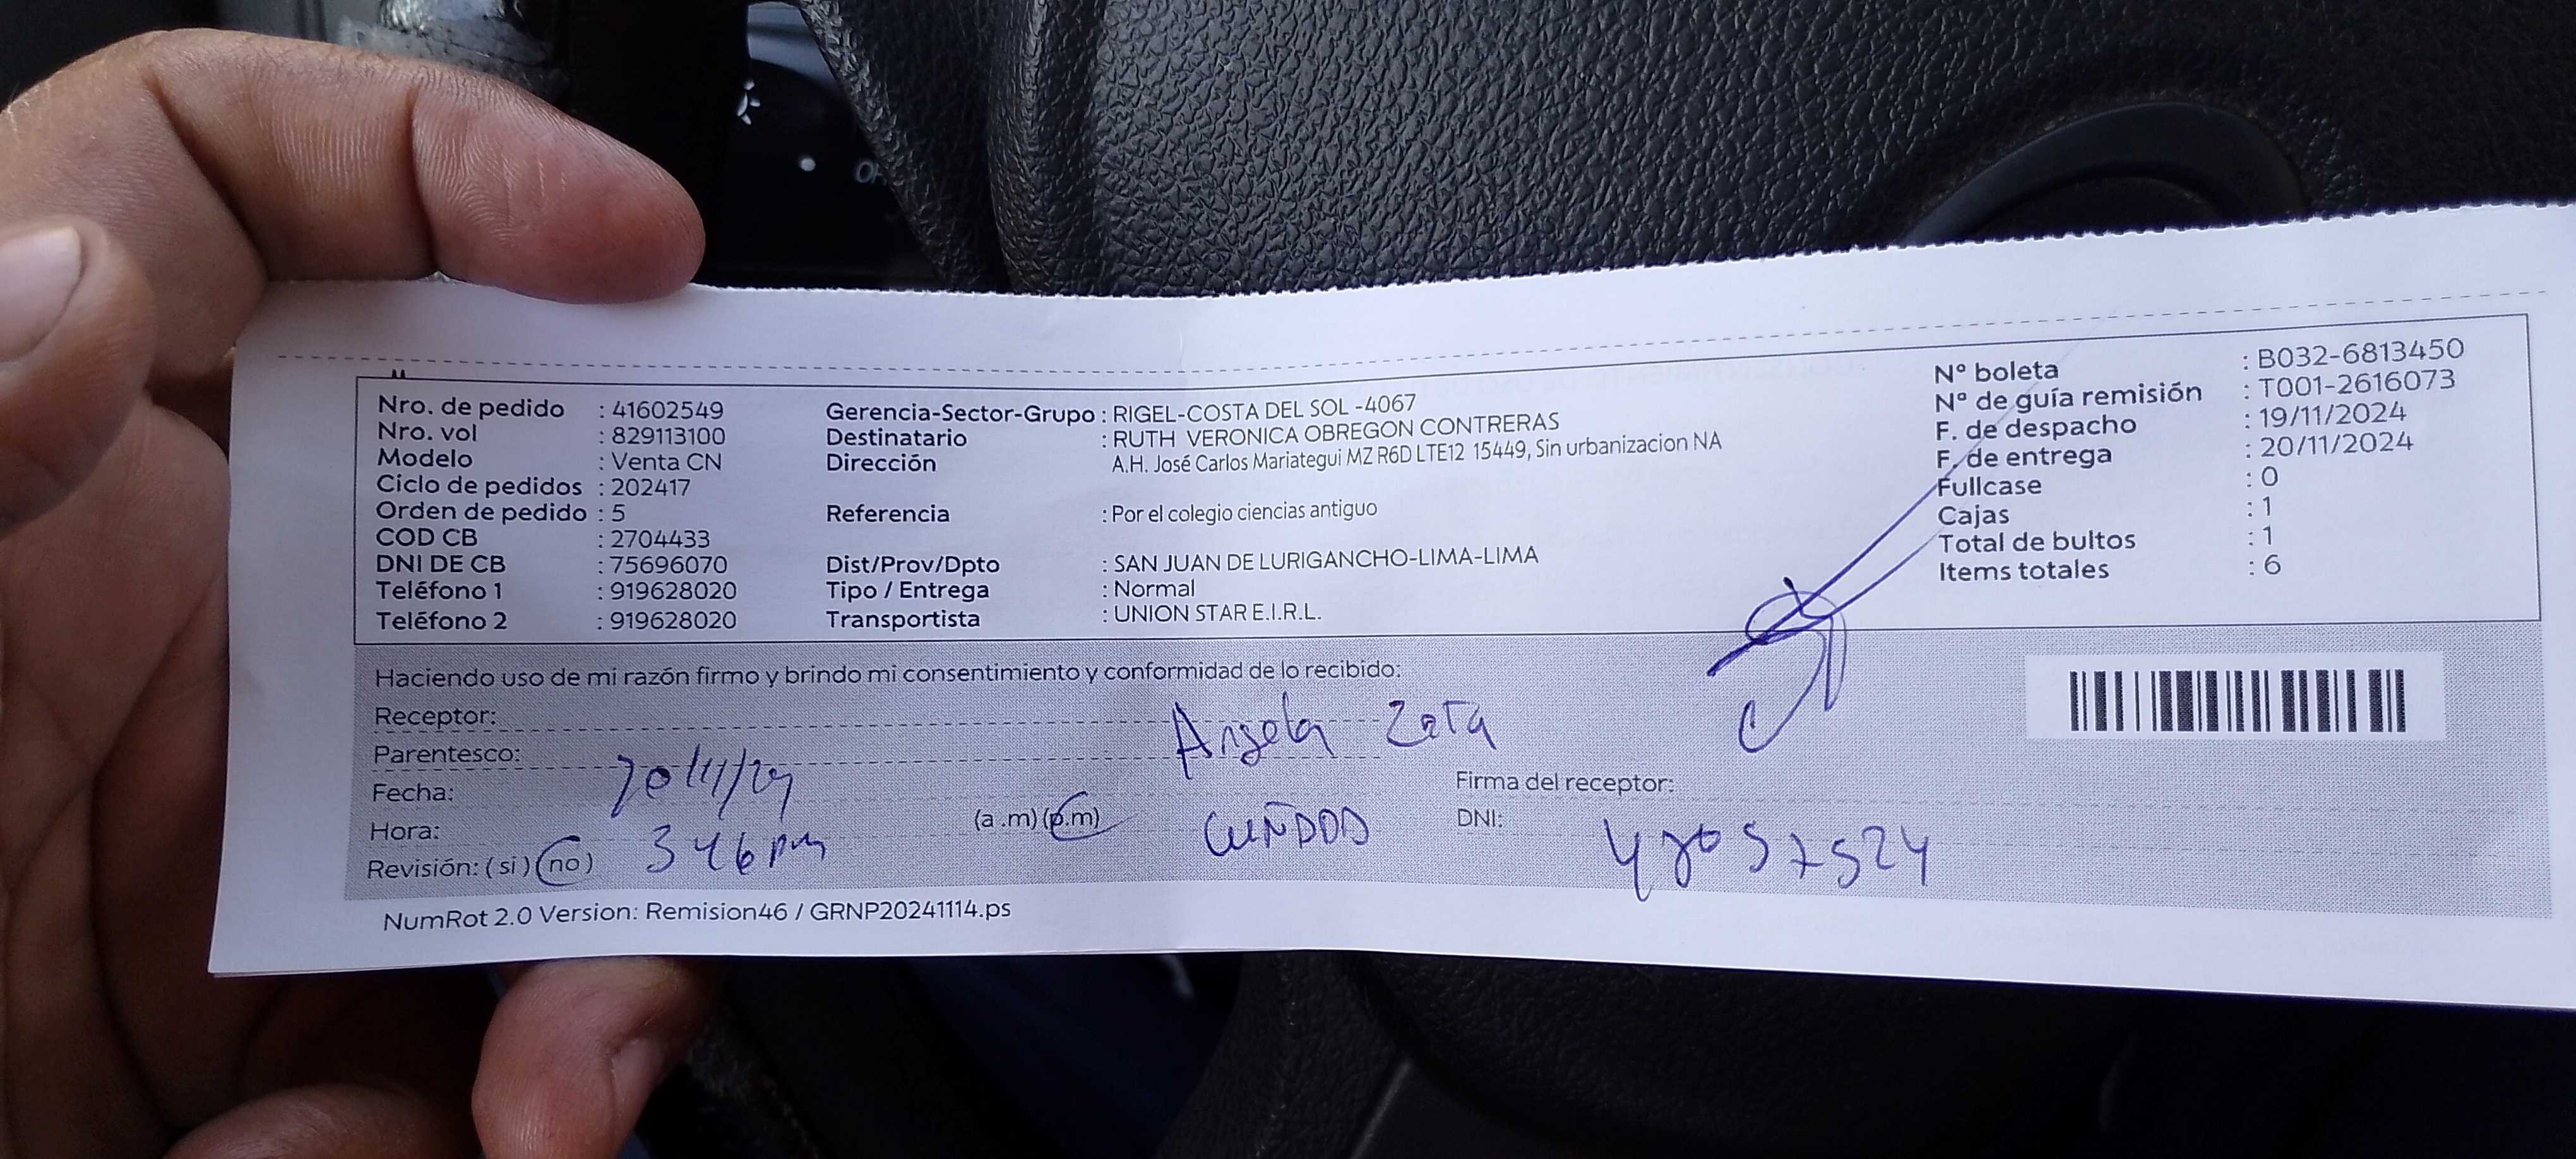 Nro. de pedido : 41602549
Nro. vol : 829113100
Modelo : Venta CN
Ciclo de pedidos : 202417
Orden de pedido : 5
COD CB : 2704433
DNI DE CB : 75696070
Teléfono 1 : 919628020
Teléfono 2 : 919628020
Gerencia-Sector-Grupo : RIGEL-COSTA DEL SOL -4067
Destinatario : RUTH VERONICA OBREGON CONTRERAS
Dirección A.H. José Carlos Mariategui MZ R6D LTE12 15449, Sin urbanizacion NA
Referencia : Por el colegio ciencias antiguo
Dist/Prov/Dpto : SAN JUAN DE LURIGANCHO-LIMA-LIMA
Tipo / Entrega : Normal
Transportista : UNION STAR E.I.R.L.
N° boleta : B032-6813450
N° de guía remisión : T001-2616073
F. de despacho : 19/11/2024
F. de entrega : 20/11/2024
Fullcase : 0
Cajas : 1
Total de bultos : 1
Items totales : 6
Haciendo uso de mi razón firmo y brindo mi consentimiento y conformidad de lo recibido:
Receptor: Angela Zata
Parentesco:
Fecha: 20/11/24
Hora: (a .m) (p.m)
Revisión: ( si ) (no) 346pm
Firma del receptor:
DNI:
NumRot 2.0 Version: Remision46 / GRNP20241114.ps